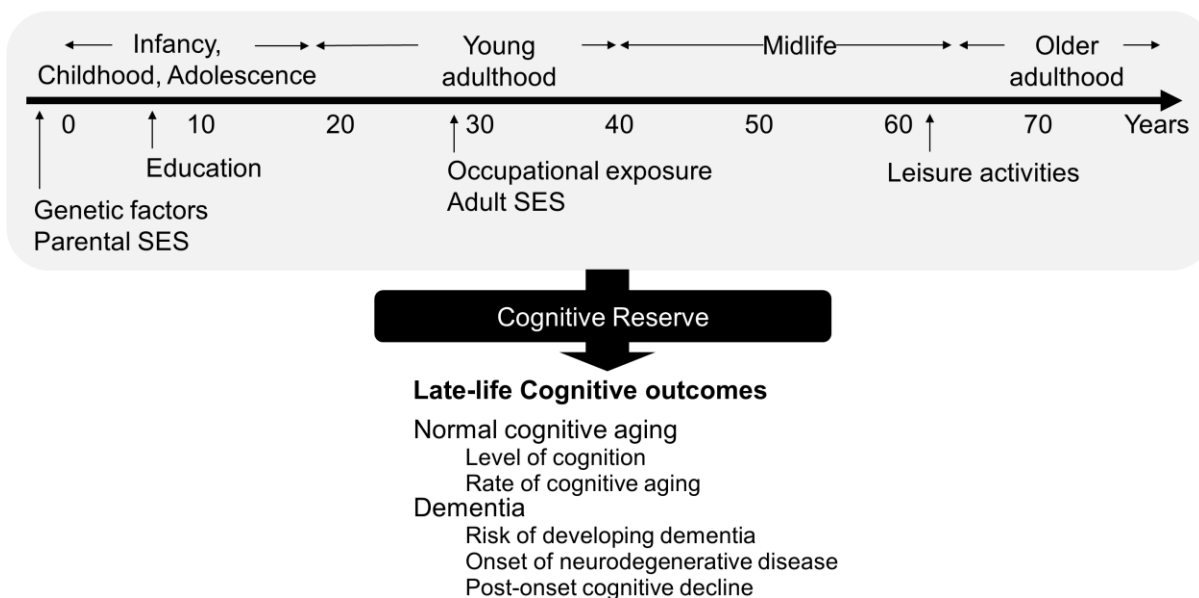 Infancy,
Childhood, Adolescence
Young
adulthood
Midlife
Older
adulthood
0 10 20 30 40 50 60 70 Years
Education
Occupational exposure
Adult SES
Leisure activities
Genetic factors
Parental SES
Cognitive Reserve
Late-life Cognitive outcomes
Normal cognitive aging
Level of cognition
Rate of cognitive aging
Dementia
Risk of developing dementia
Onset of neurodegenerative disease
Post-onset cognitive decline